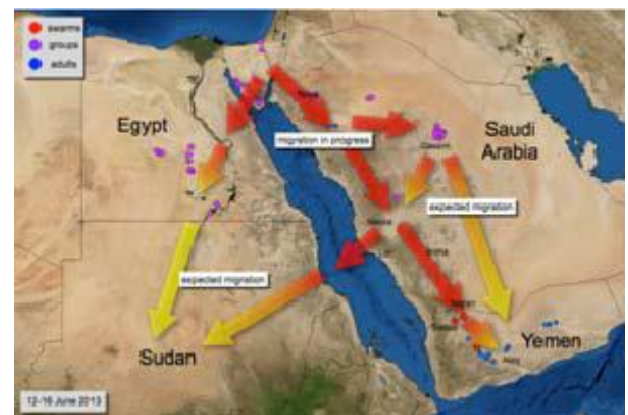 swarms
groups
adults
Egypt
migration in progress
Saudi
Arabia
expected migration
expected migration
Yemen
Sudan
12-16 June 2013